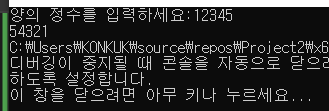 양의 정수를 입력하세요:12345
54321
C:₩Users₩KONKUK₩source₩repos₩Project2₩x6
디버깅이 중지될 때 콘솔을 자동으로 닫으려
하도록 설정합니다.
이 창을 닫으려면 아무 키나 누르세요...